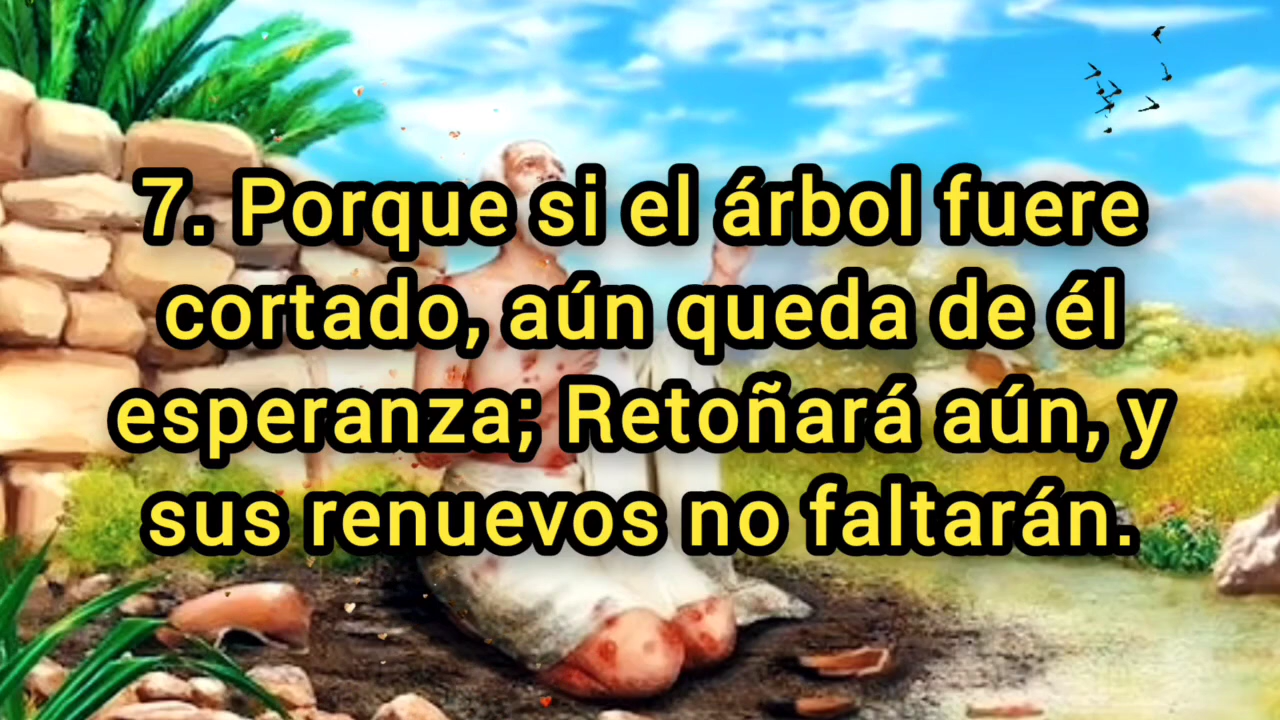 7. Porque si el árbol fuere
cortado, aún queda de él
esperanza; Retoñará aún, y
sus renuevos no faltarán.